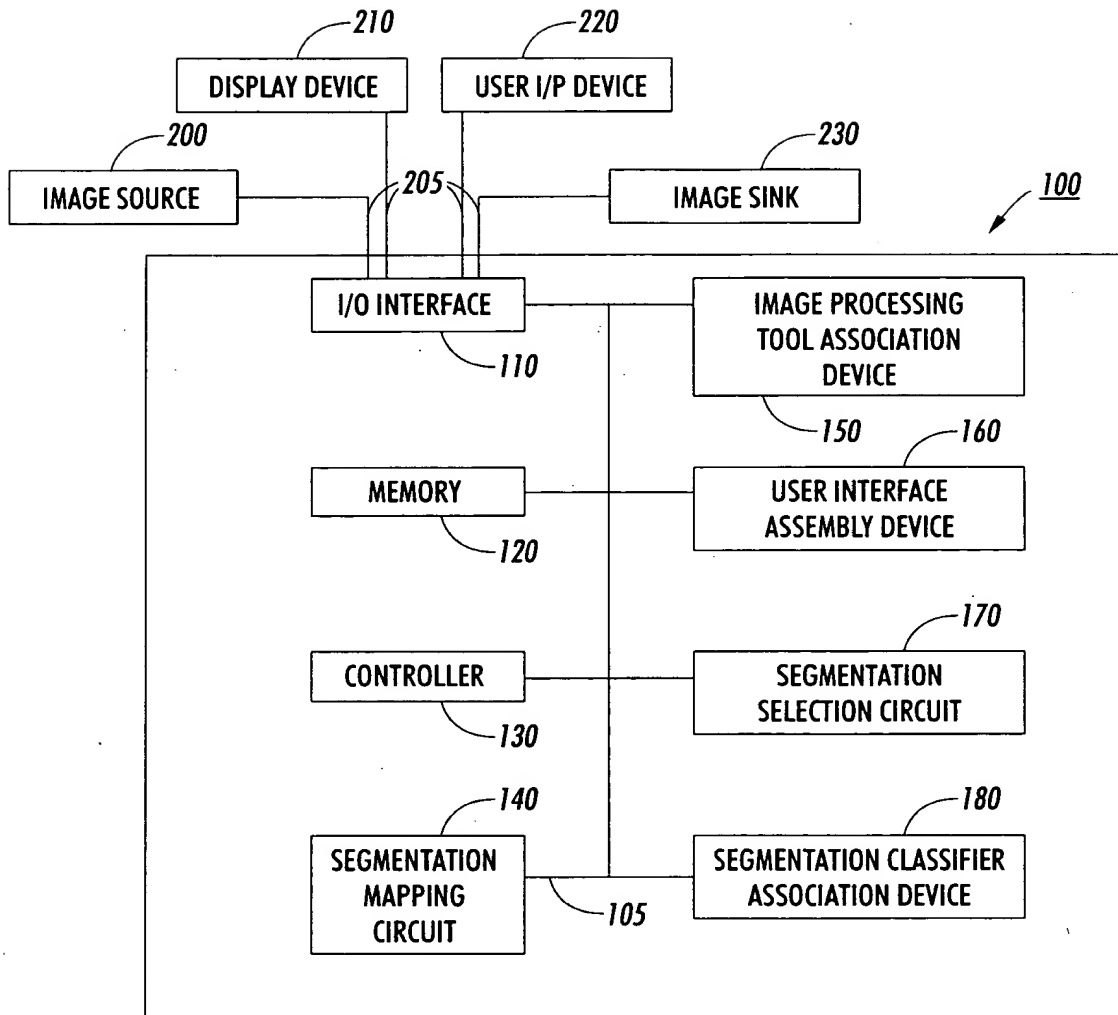 210
220
DISPLAY DEVICE
USER I/P DEVICE
200
230
IMAGE SOURCE
205
IMAGE SINK
100
I/O INTERFACE
110
IMAGE PROCESSING
TOOL ASSOCIATION
DEVICE
150
160
MEMORY
120
USER INTERFACE
ASSEMBLY DEVICE
170
CONTROLLER
130
SEGMENTATION
SELECTION CIRCUIT
140
180
SEGMENTATION
MAPPING
CIRCUIT
105
SEGMENTATION CLASSIFIER
ASSOCIATION DEVICE